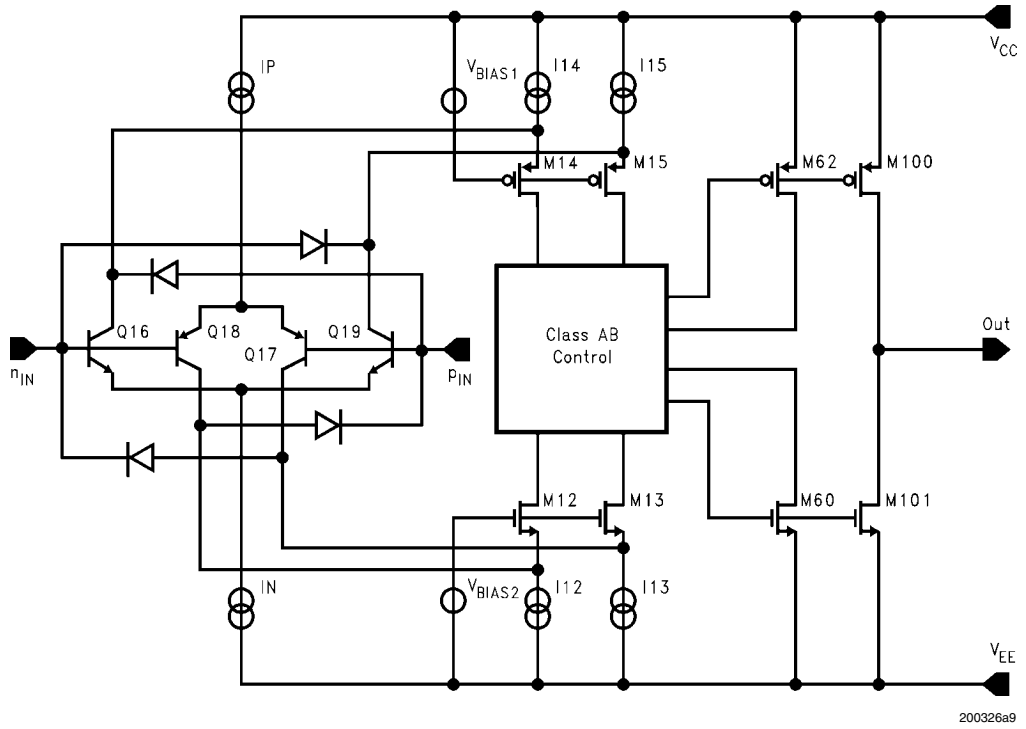 VCC
IP
VBIAS1
I14
I15
M14
M15
M62
M100
Q16
Q18
Q17
Q19
nIN
pIN
Class AB
Control
Out
M12
M13
M60
M101
IN
VBIAS2
I12
I13
VEE
200326a9